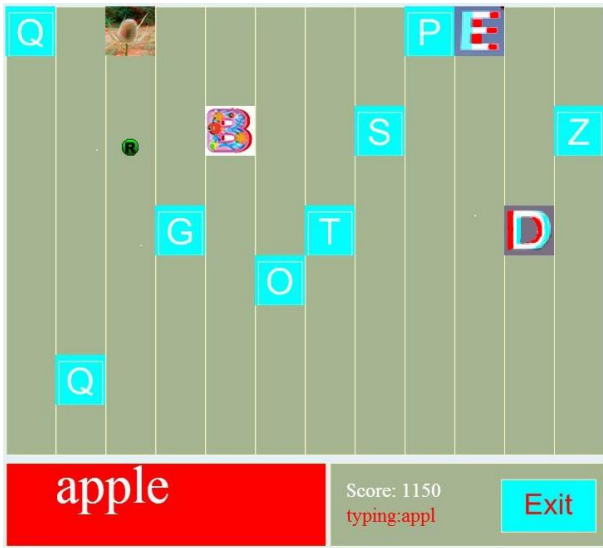 Q P E
R B S Z
G T D
O
Q
apple
Score: 1150
typing:appl
Exit